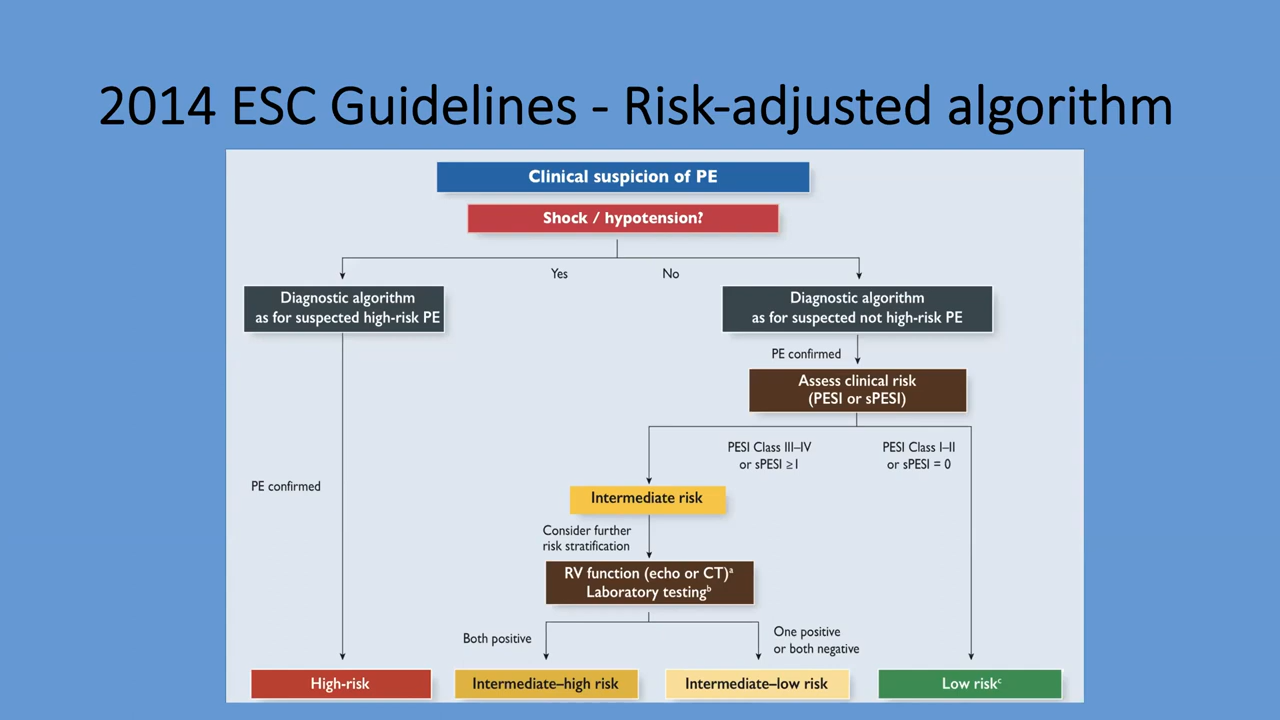 2014 ESC Guidelines - Risk-adjusted algorithm
Clinical suspicion of PE
Shock / hypotension?
Yes
No
Diagnostic algorithm
as for suspected high-risk PE
Diagnostic algorithm
as for suspected not high-risk PE
PE confirmed
Assess clinical risk
(PESI or sPESI)
PESI Class III–IV
or sPESI ≥1
PESI Class I–II
or sPESI = 0
PE confirmed
Intermediate risk
Consider further
risk stratification
RV function (echo or CT)ᵃ
Laboratory testingᵇ
Both positive
One positive
or both negative
High-risk
Intermediate–high risk
Intermediate–low risk
Low riskᶜ